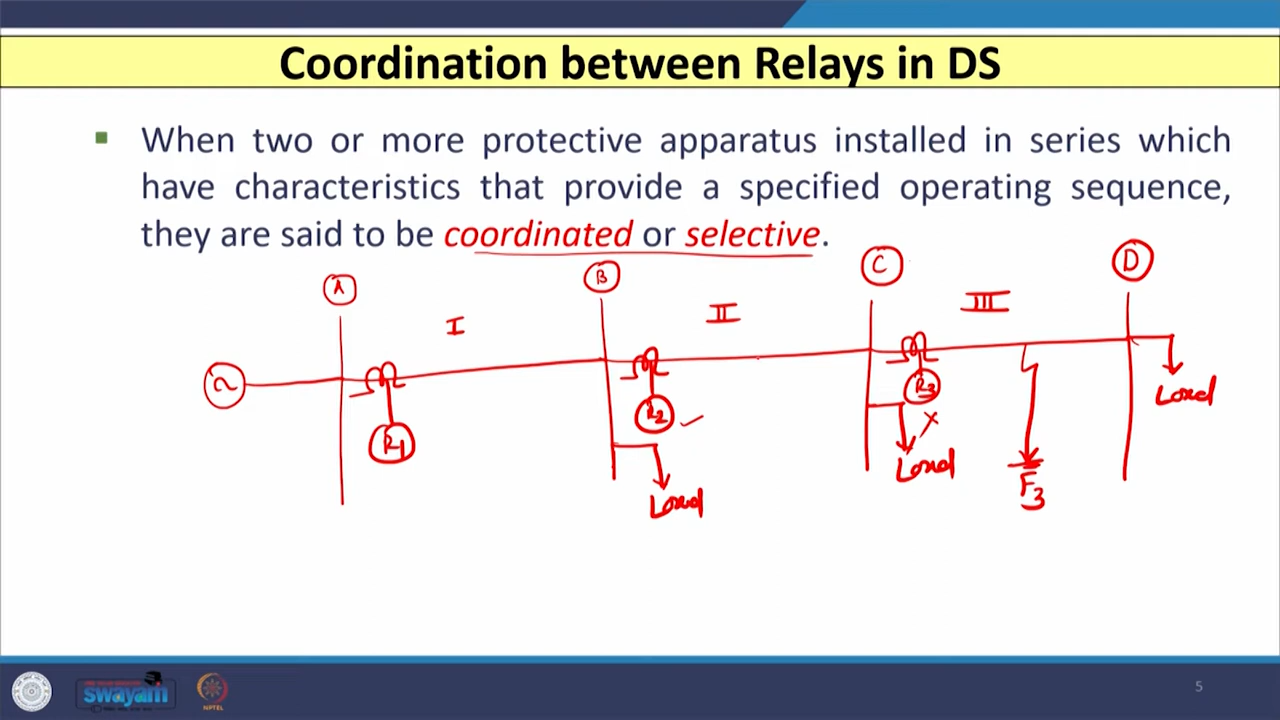 Coordination between Relays in DS
When two or more protective apparatus installed in series which
have characteristics that provide a specified operating sequence,
they are said to be coordinated or selective.
A
B
C
D
I
II
III
R1
R2
R3
Load
Load
Load
F3
swayam
NPTEL
5